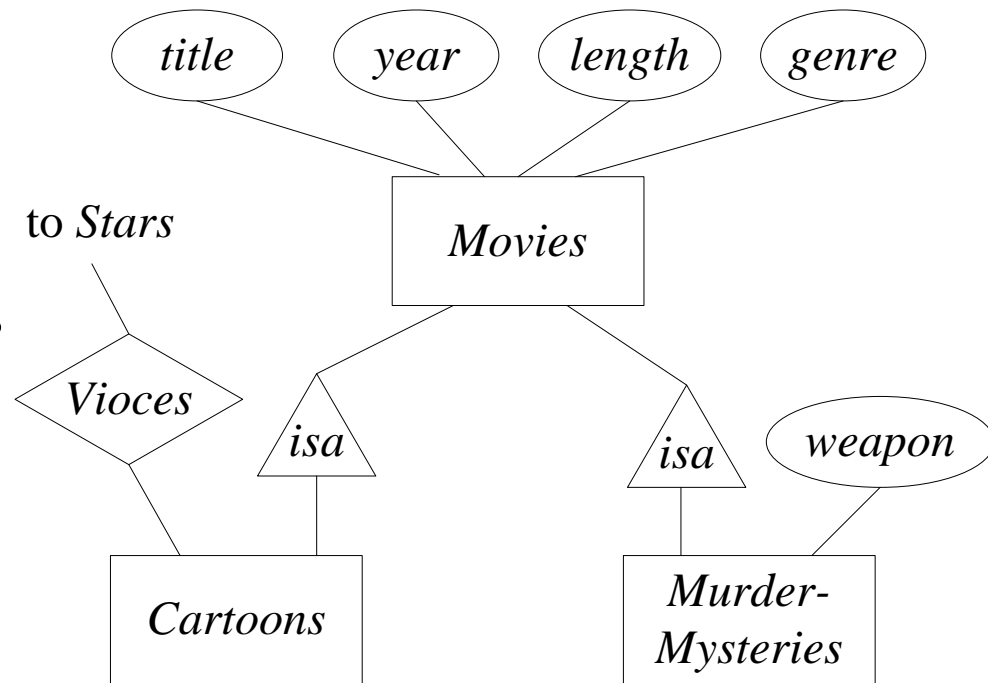 title
year
length
genre
Movies
to Stars
Vioces
isa
isa
weapon
Cartoons
Murder-
Mysteries